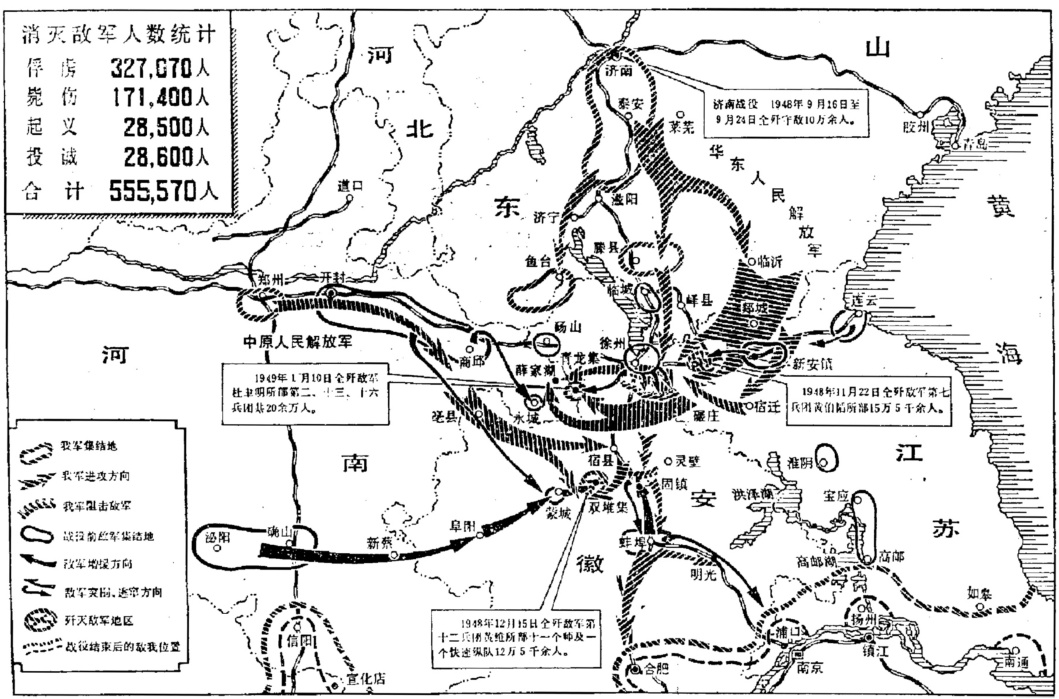 消灭敌军人数统计
俘虏 327,070人
毙伤 171,400人
起义 28,500人
投诚 28,600人
合计 555,570人
河
北
山
东
黄
海
河
南
安
徽
江
苏
济南
泰安
莱芜
济南战役 1948年9月16日至
9月24日全歼守敌10万余人。
胶州
青岛
华东人民解放军
道口
滋阳
济宁
滕县
鱼台
临沂
临城
峄县
郯城
连云
郑州
开封
中原人民解放军
砀山
商邱
徐州
青龙集
薛家湖
新安镇
1949年1月10日全歼敌军
杜聿明所部第二、十三、十六
兵团共20余万人。
1948年11月22日全歼敌军第七
兵团黄伯韬所部15万5千余人。
亳县
永城
碾庄
宿迁
我军集结地
我军进攻方向
我军阻击敌军
战役前敌军集结地
敌军增援方向
敌军突围、逃窜方向
歼灭敌军地区
战役结束后的敌我位置
宿县
灵璧
固镇
淮阴
洪泽湖
宝应
双堆集
蒙城
阜阳
新蔡
泌阳
确山
蚌埠
明光
高邮湖
高邮
如皋
1948年12月15日全歼敌军第
十二兵团黄维所部十一个师及一
个快速纵队12万5千余人。
信阳
宣化店
合肥
浦口
南京
扬州
镇江
南通